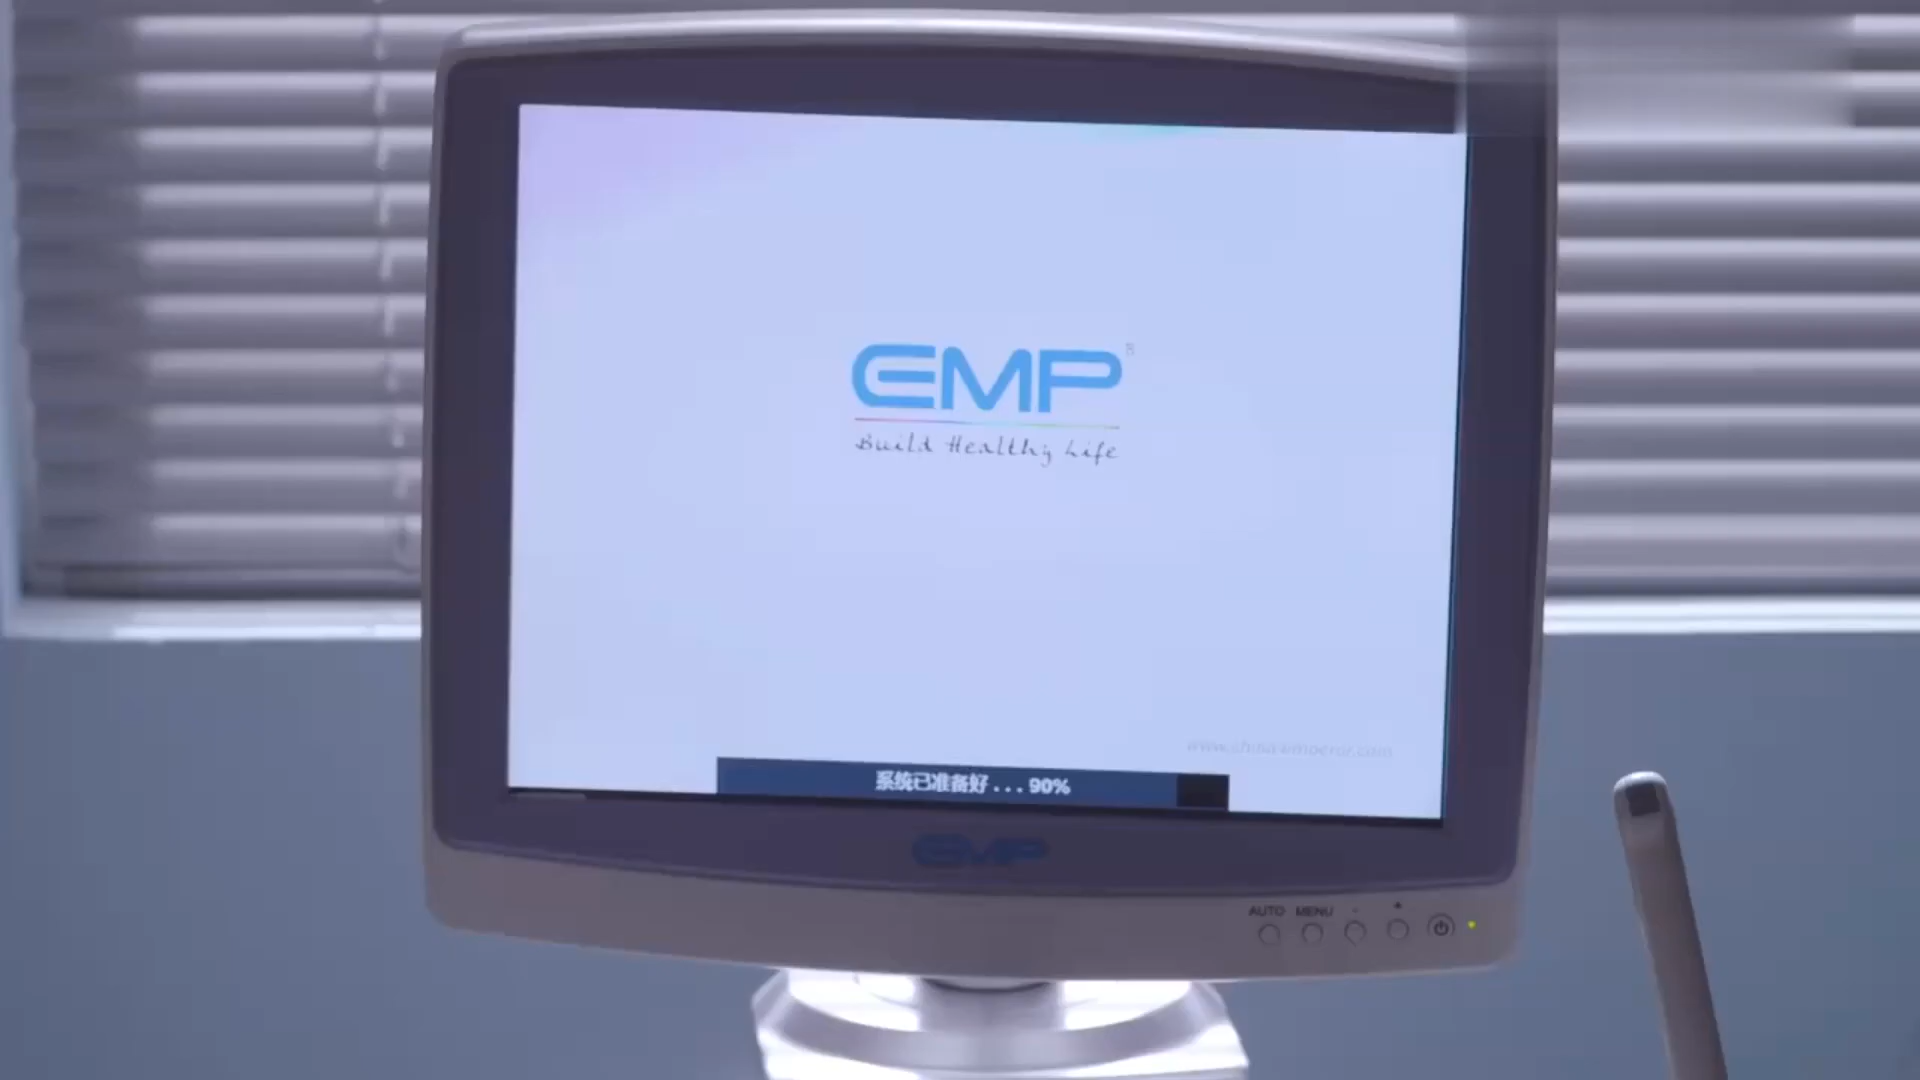 EMP
Build Healthy Life
系统已准备好...90%
EMP
AUTO MENU - +